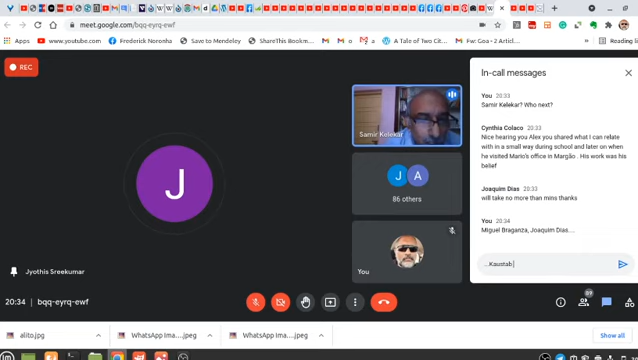 meet.google.com/bqq-eyrq-ewf
Apps
www.youtube.com
Frederick Noronha
Save to Mendeley
ShareThis Bookm...
A Tale of Two Cit...
Fw: Goa - 2 Articl...
Reading li
REC
J
Jyothis Sreekumar
Samir Kelekar
J
A
86 others
You
In-call messages
You 20:33
Samir Kelekar? Who next?
Cynthia Colaco 20:33
Nice hearing you Alex you shared what I can relate
with in a small way during school and later on when
he visited Mario's office in Margão . His work was his
belief
Joaquim Dias 20:33
will take no more than mins thanks
You 20:34
Miguel Braganza, Joaquim Dias....
...Kaustab
20:34
bqq-eyrq-ewf
89
alito.jpg
WhatsApp Ima....jpeg
WhatsApp Ima....jpeg
Show all